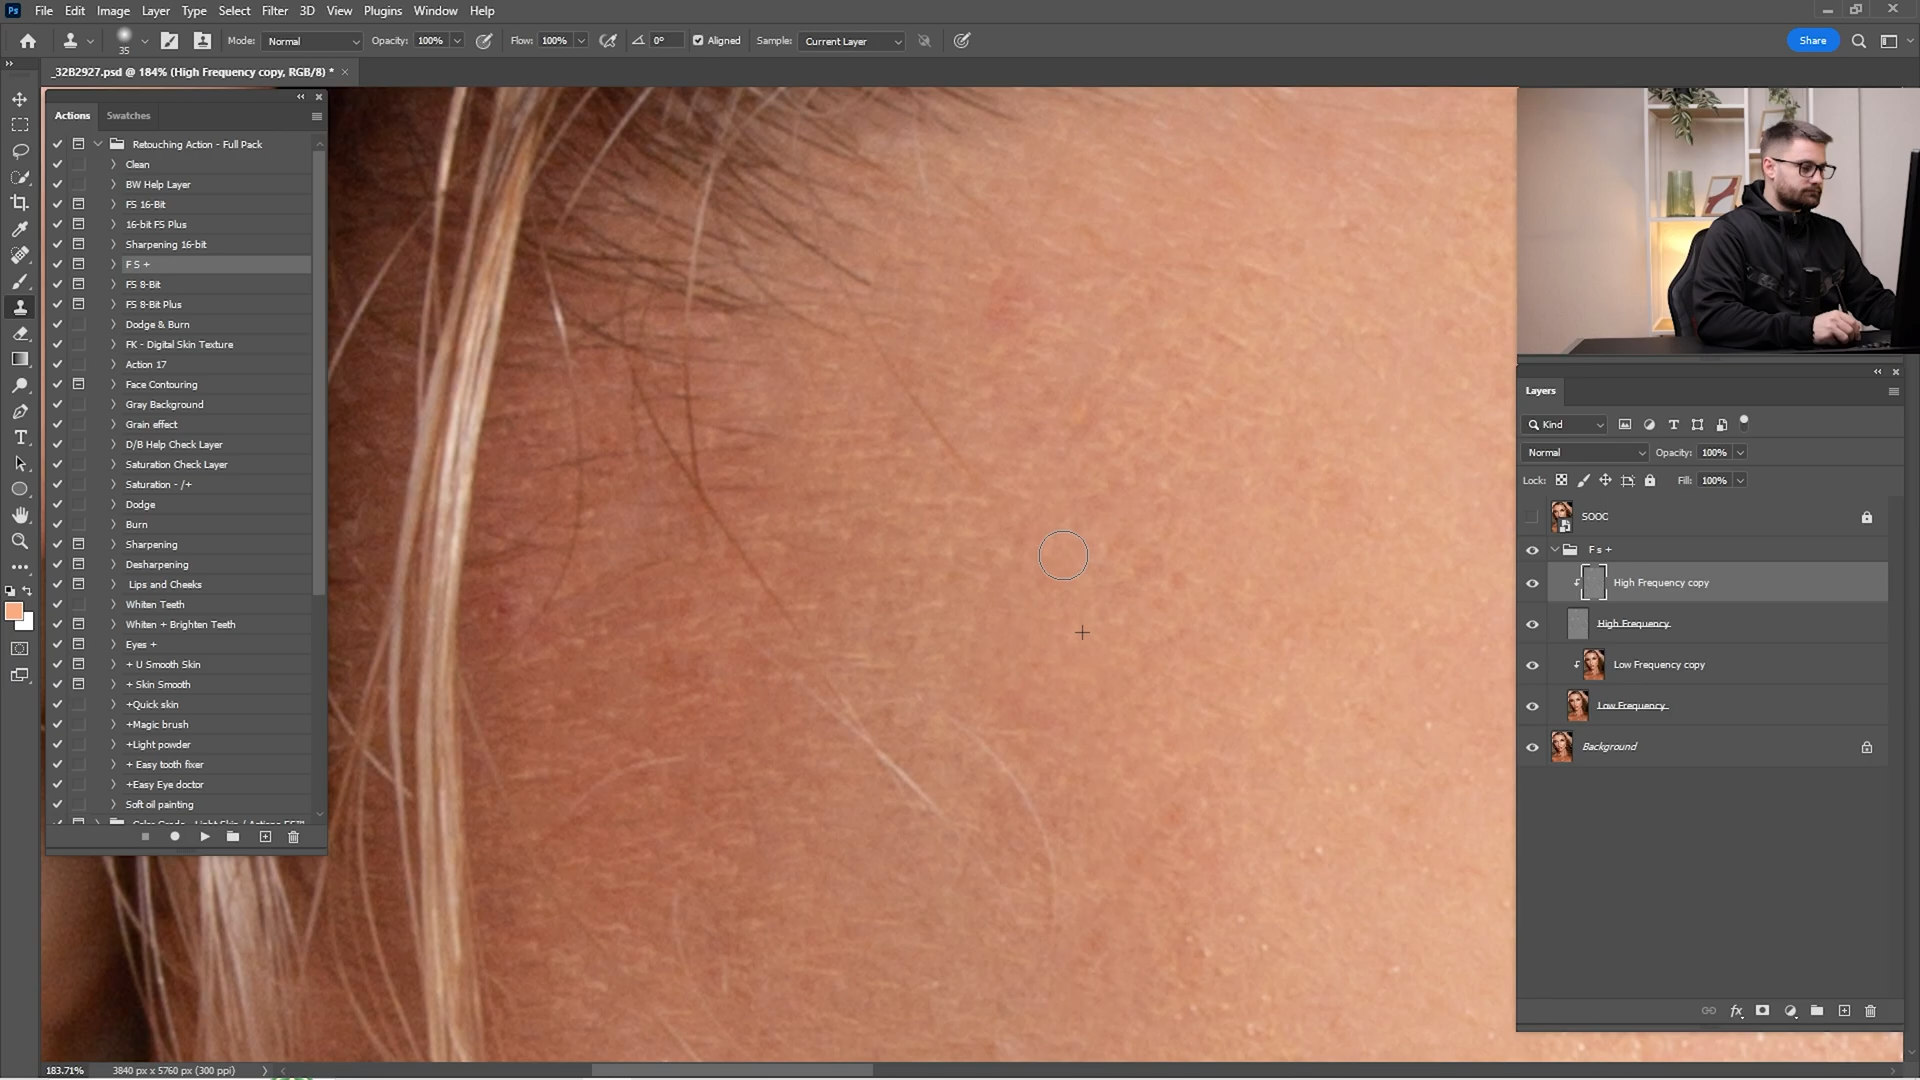 Ps File Edit Image Layer Type Select Filter 3D View Plugins Window Help
35 Mode: Normal Opacity: 100% Flow: 100% 0° Aligned Sample: Current Layer Share
_32B2927.psd @ 184% (High Frequency copy, RGB/8) *
Actions Swatches
Retouching Action - Full Pack
Clean
BW Help Layer
FS 16-Bit
16-bit FS Plus
Sharpening 16-bit
F S +
FS 8-Bit
FS 8-Bit Plus
Dodge & Burn
FK - Digital Skin Texture
Action 17
Face Contouring
Gray Background
Grain effect
D/B Help Check Layer
Saturation Check Layer
Saturation - /+
Dodge
Burn
Sharpening
Desharpening
Lips and Cheeks
Whiten Teeth
Whiten + Brighten Teeth
Eyes +
+ U Smooth Skin
+ Skin Smooth
+Quick skin
+Magic brush
+Light powder
+ Easy tooth fixer
+Easy Eye doctor
Soft oil painting
Layers
Kind
Normal Opacity: 100%
Lock: Fill: 100%
SOOC
F s +
High Frequency copy
High Frequency
Low Frequency copy
Low Frequency
Background
183.71% 3840 px x 5760 px (300 ppi)